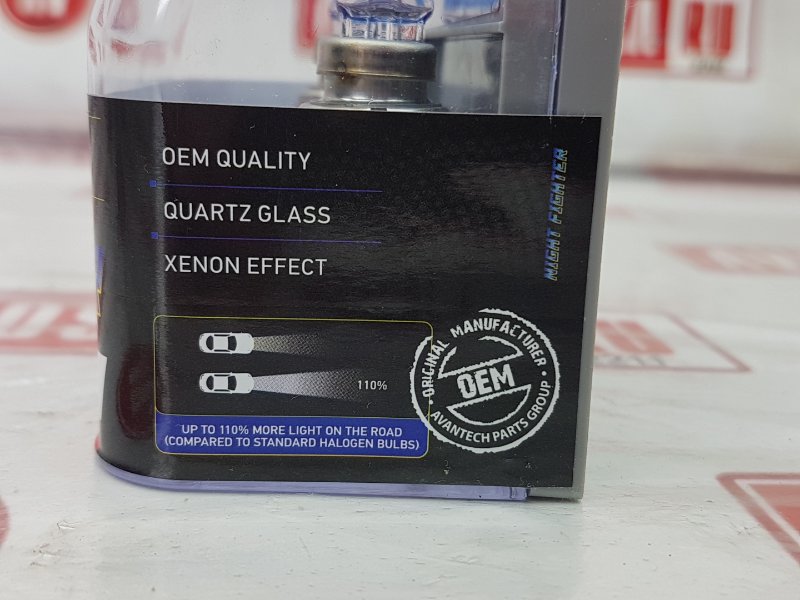 OEM QUALITY
QUARTZ GLASS
XENON EFFECT
NIGHT FIGHTER
110%
UP TO 110% MORE LIGHT ON THE ROAD
(COMPARED TO STANDARD HALOGEN BULBS)
ORIGINAL MANUFACTURER
OEM
AVANTECH PARTS GROUP
RU